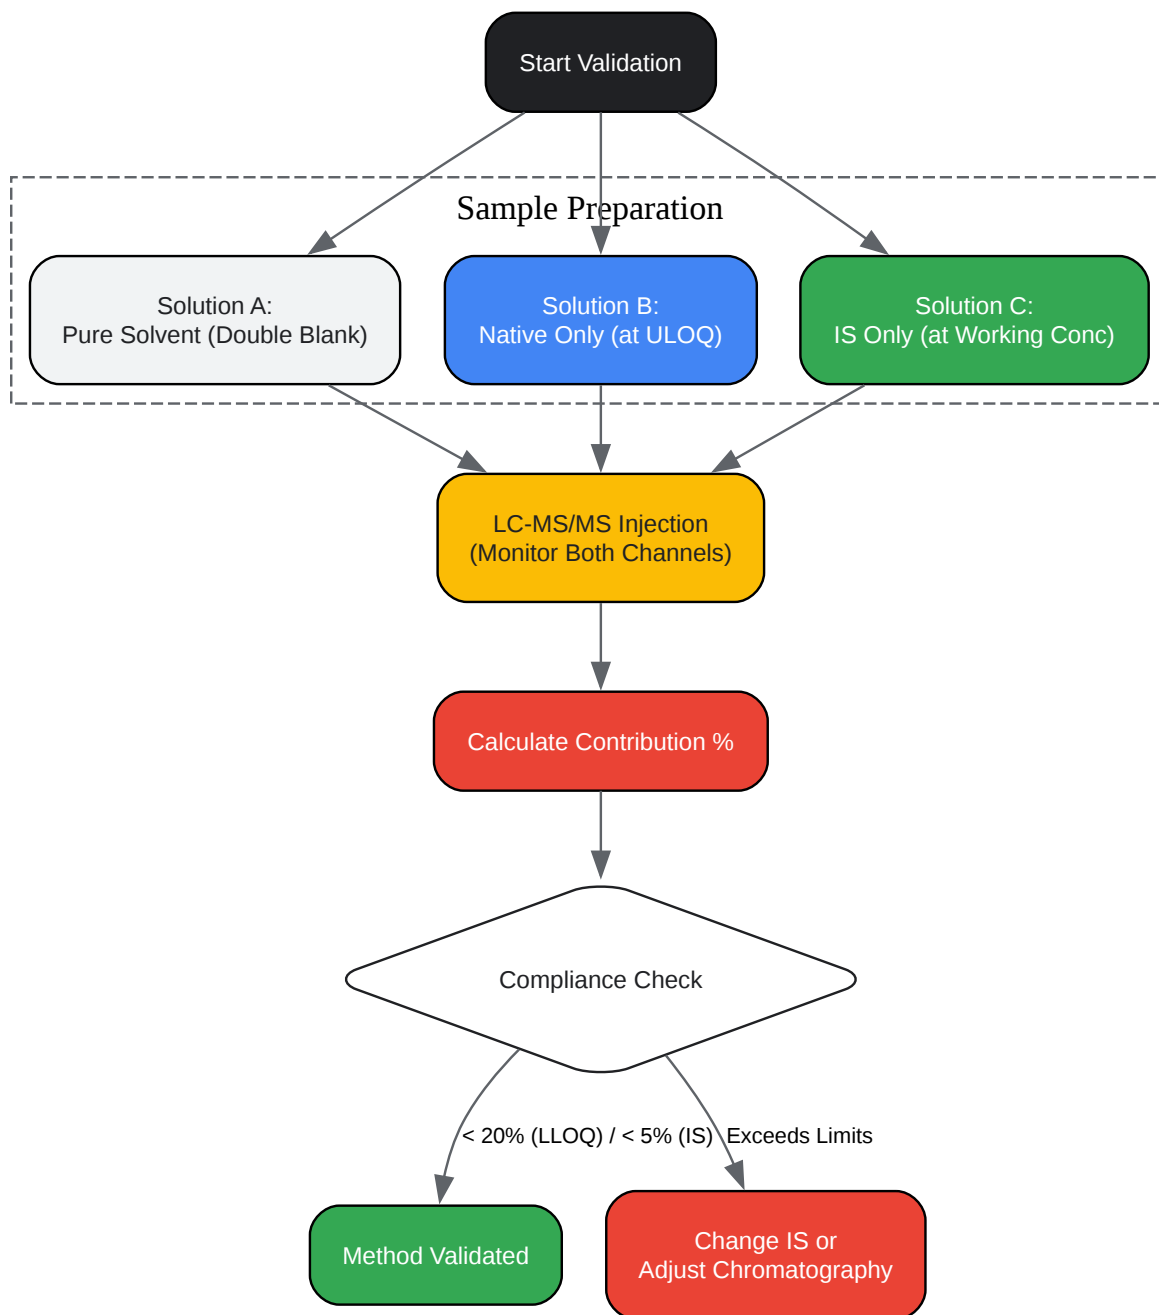 Start Validation
Sample Preparation
Solution A:
Pure Solvent (Double Blank)
Solution B:
Native Only (at ULOQ)
Solution C:
IS Only (at Working Conc)
LC-MS/MS Injection
(Monitor Both Channels)
Calculate Contribution %
Compliance Check
< 20% (LLOQ) / < 5% (IS)
Exceeds Limits
Method Validated
Change IS or
Adjust Chromatography